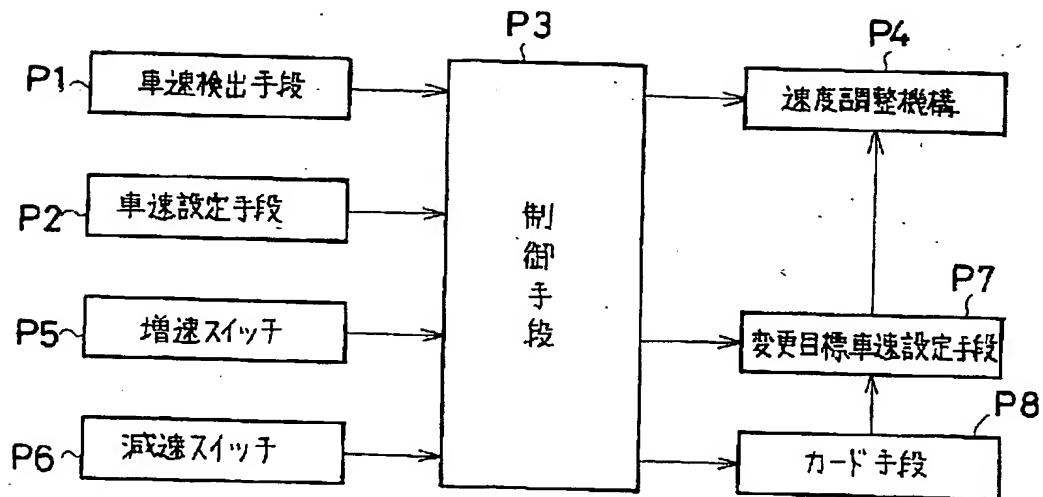 P3
P4
P1
車速検出手段
速度調整機構
P2
車速設定手段
制御手段
P7
P5
増速スイッチ
変更目標車速設定手段
P8
P6
減速スイッチ
カード手段